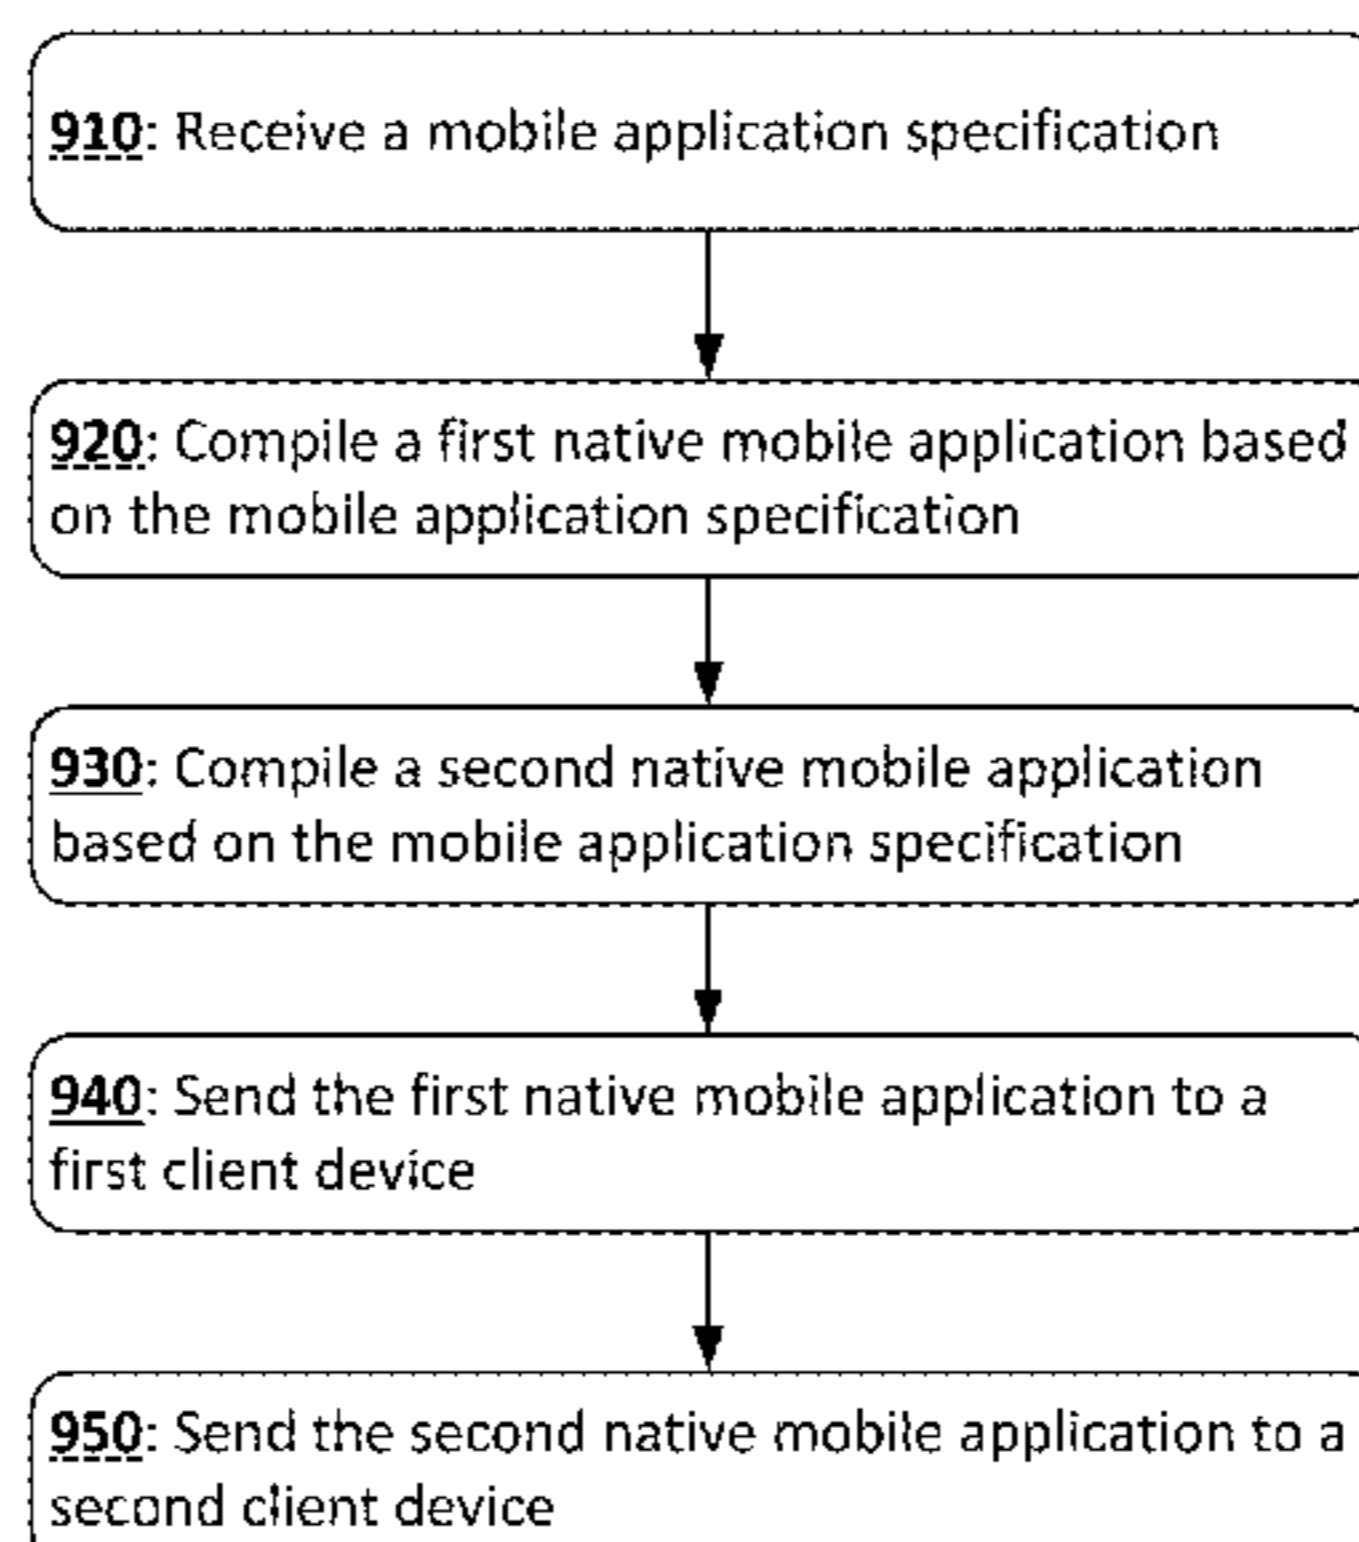 910: Receive a mobile application specification
920: Compile a first native mobile application based
on the mobile application specification
930: Compile a second native mobile application
based on the mobile application specification
940: Send the first native mobile application to a
first client device
950: Send the second native mobile application to a
second client device